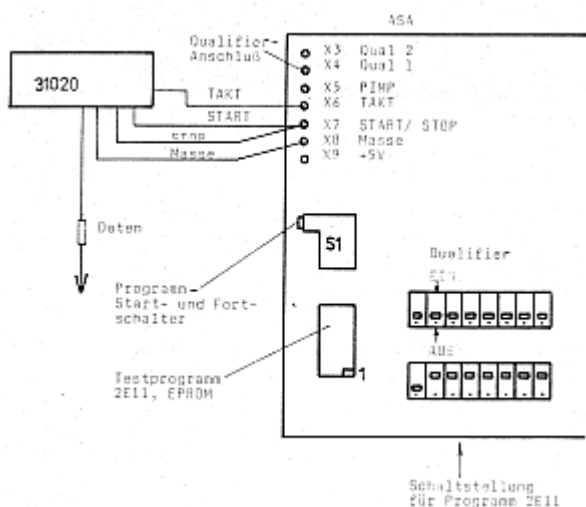 ASA
Qualifier-
Anschluß
X3 Qual 2
X4 Qual 1
X5 PIMP
X6 TAKT
X7 START/ STOP
X8 Masse
X9 +5V
31020
TAKT
START
STOP
Masse
Daten
S1
Programm
Start- und Fort-
schalter
Qualifier
EIN
AUS
Testprogramm
2E11, EPROM
1
Schaltstellung
für Programm 2E11